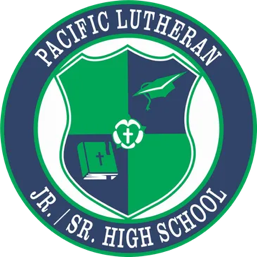 PACIFIC LUTHERAN
JR. / SR. HIGH SCHOOL